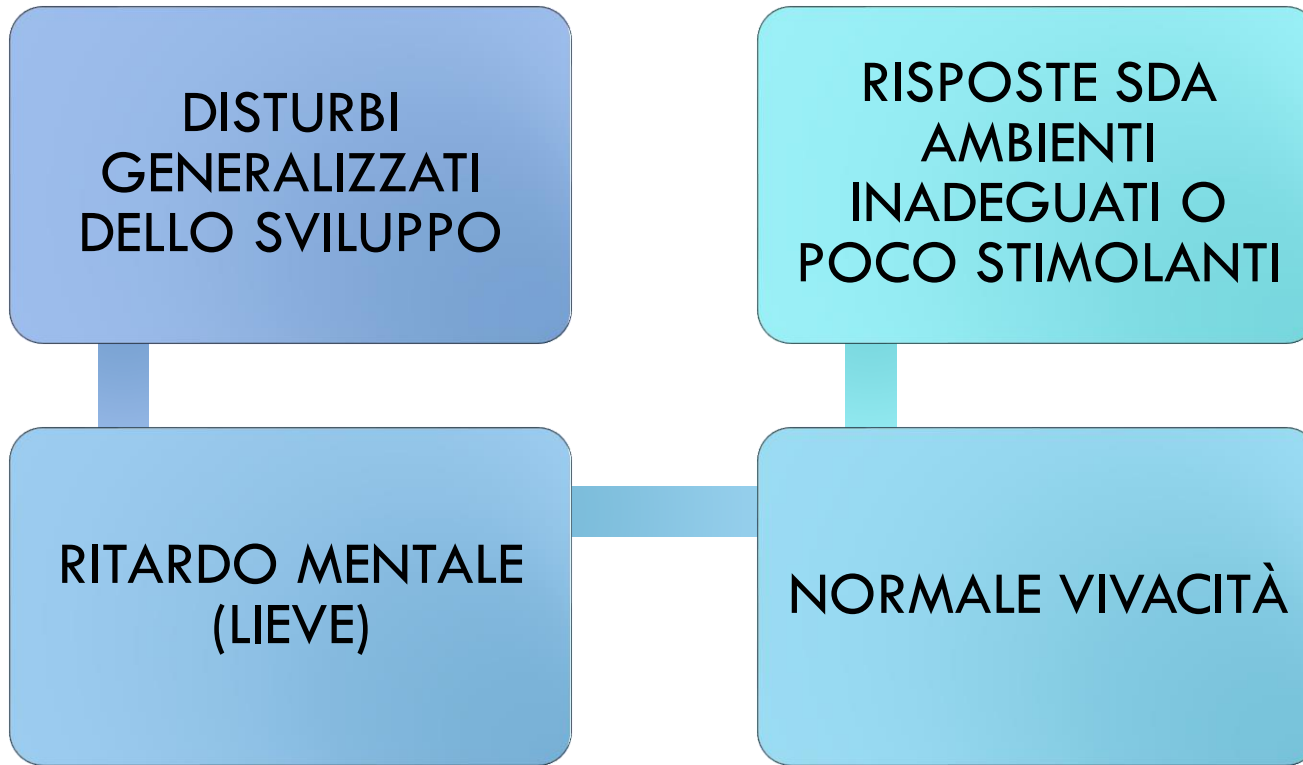 DISTURBI
GENERALIZZATI
DELLO SVILUPPO
RITARDO MENTALE
(LIEVE)
NORMALE VIVACITÀ
RISPOSTE SDA
AMBIENTI
INADEGUATI O
POCO STIMOLANTI